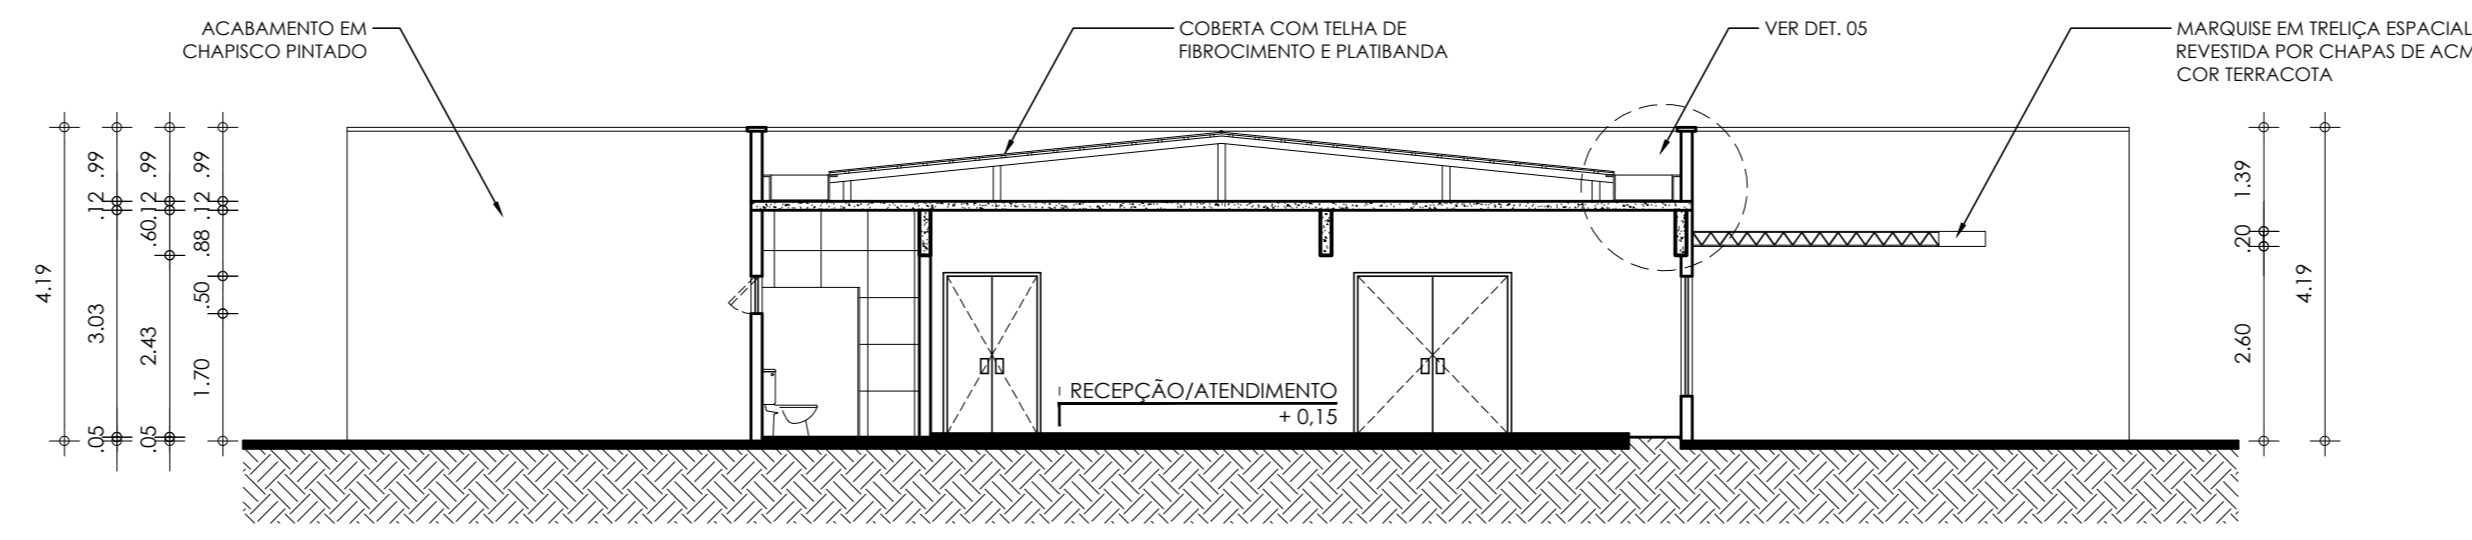 ACABAMENTO EM
CHAPISCO PINTADO
COBERTA COM TELHA DE
FIBROCIMENTO E PLATIBANDA
VER DET. 05
MARQUISE EM TRELIÇA ESPACIAL
REVESTIDA POR CHAPAS DE ACM
COR TERRACOTA
4.19
.99
.12
3.03
.05
.99
.12
.60
2.43
.05
.99
.12
.88
.50
1.70
RECEPÇÃO/ATENDIMENTO
+ 0,15
1.39
.20
2.60
4.19